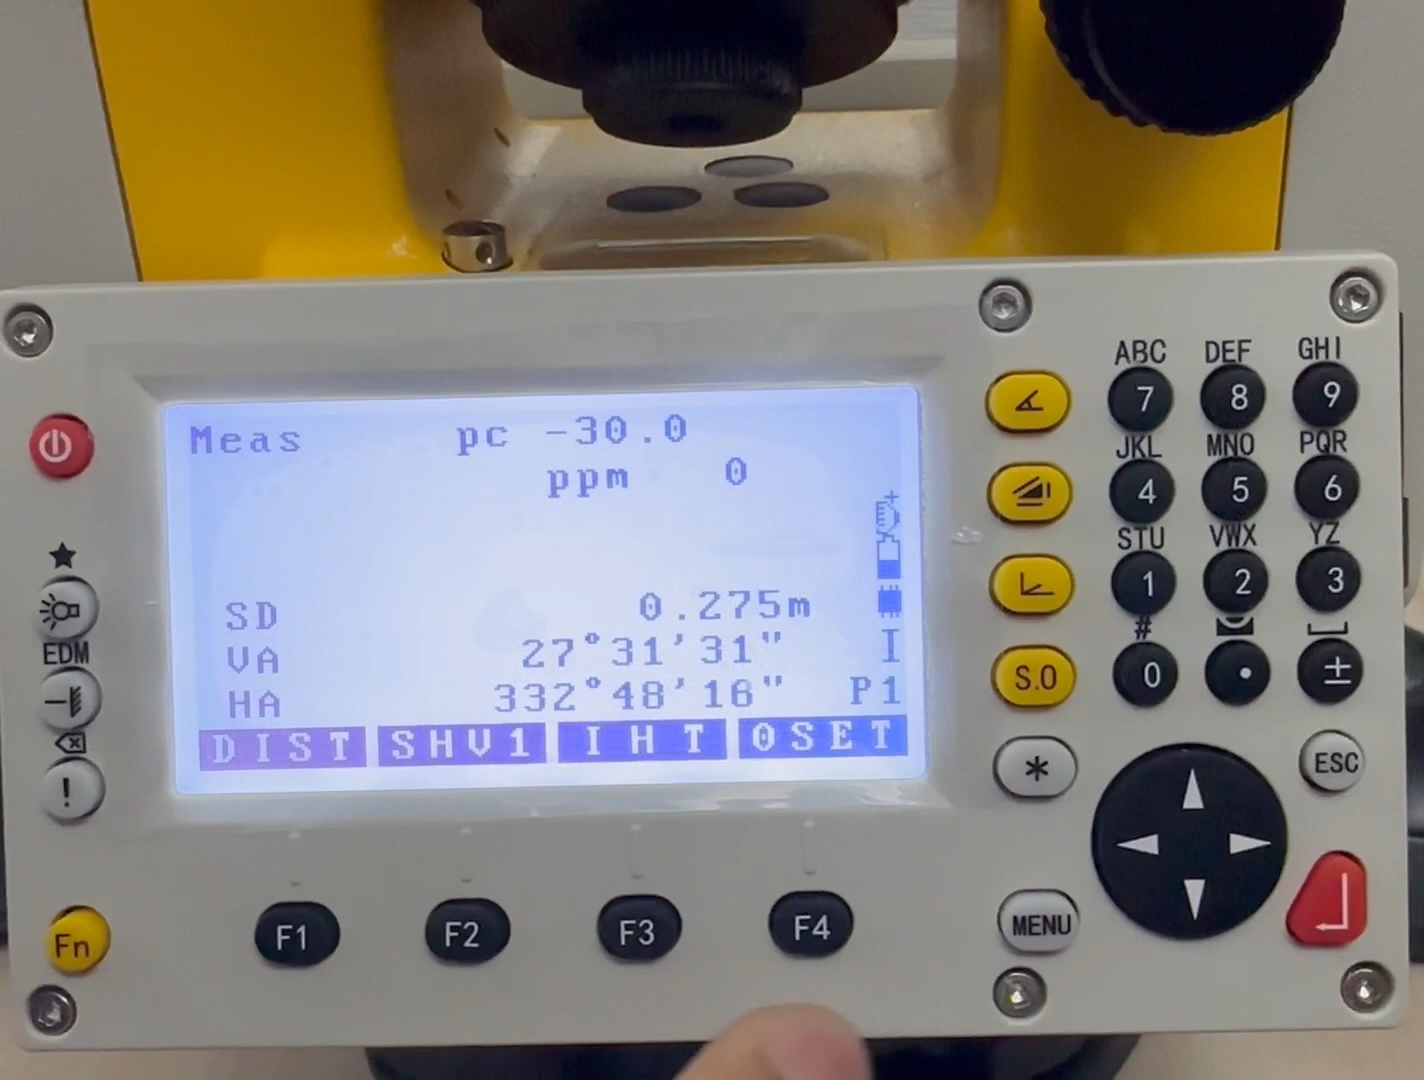 Meas pc -30.0
ppm 0
SD 0.275m
VA 27°31'31"
HA 332°48'16" P1
DIST SHV1 IHT 0SET
EDM
Fn F1 F2 F3 F4
ABC DEF GHI
7 8 9
JKL MNO PQR
4 5 6
STU VWX YZ
1 2 3
#
S.O 0 . ±
* ESC
MENU
!
I